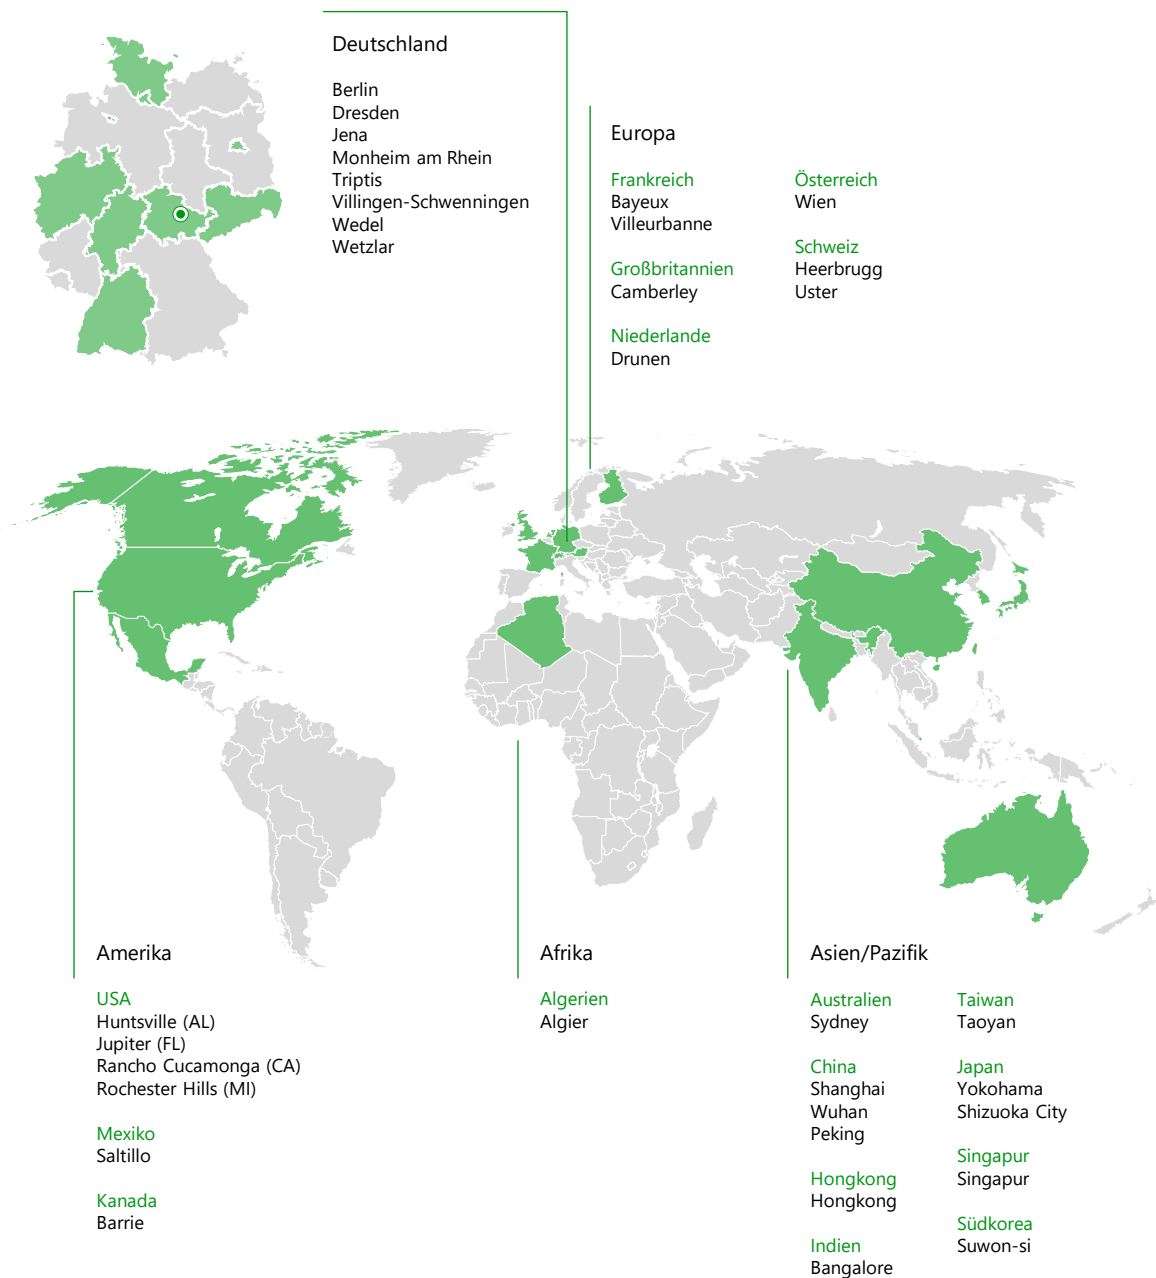 Deutschland
Berlin
Dresden
Jena
Monheim am Rhein
Triptis
Villingen-Schwenningen
Wedel
Wetzlar
Europa
Frankreich
Bayeux
Villeurbanne
Großbritannien
Camberley
Niederlande
Drunen
Österreich
Wien
Schweiz
Heerbrugg
Uster
Amerika
USA
Huntsville (AL)
Jupiter (FL)
Rancho Cucamonga (CA)
Rochester Hills (MI)
Mexiko
Saltillo
Kanada
Barrie
Afrika
Algerien
Algier
Asien/Pazifik
Australien
Sydney
China
Shanghai
Wuhan
Peking
Hongkong
Hongkong
Indien
Bangalore
Taiwan
Taoyan
Japan
Yokohama
Shizuoka City
Singapur
Singapur
Südkorea
Suwon-si